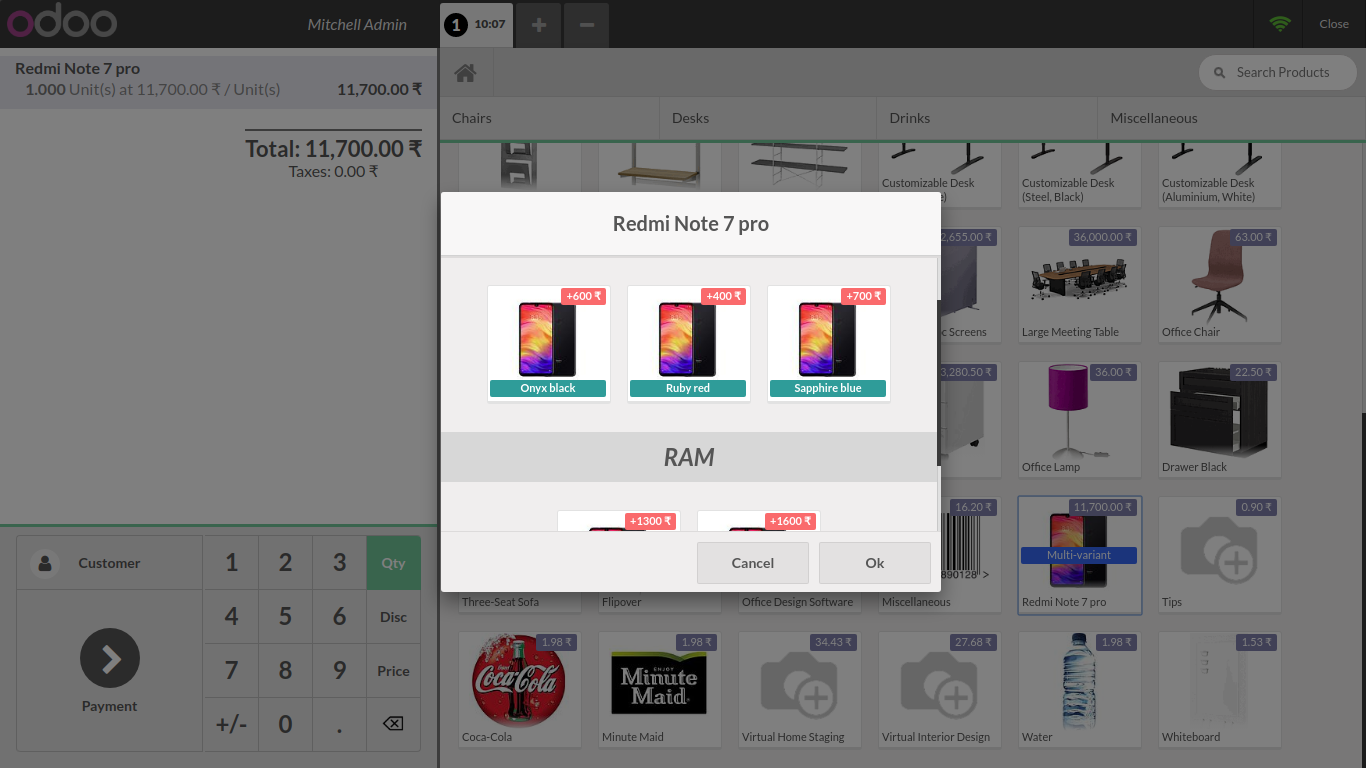 odoo
Mitchell Admin
1 10:07
Close
Redmi Note 7 pro
1.000 Unit(s) at 11,700.00 ₹ / Unit(s) 11,700.00 ₹
Total: 11,700.00 ₹
Taxes: 0.00 ₹
Search Products
Chairs Desks Drinks Miscellaneous
Customizable Desk
Customizable Desk
(Steel, Black)
Customizable Desk
(Aluminium, White)
36,000.00 ₹
Large Meeting Table
63.00 ₹
Office Chair
Screens
3,280.50 ₹
36.00 ₹
Office Lamp
22.50 ₹
Drawer Black
Redmi Note 7 pro
+600 ₹
Onyx black
+400 ₹
Ruby red
+700 ₹
Sapphire blue
RAM
+1300 ₹
+1600 ₹
Cancel
Ok
Three-Seat Sofa
Flipover
Office Design Software
16.20 ₹
890128 >
Miscellaneous
11,700.00 ₹
Multi-variant
Redmi Note 7 pro
0.90 ₹
Tips
1.98 ₹
Enjoy
Coca-Cola
Coca-Cola
1.98 ₹
ENJOY
Minute
Maid
Minute Maid
34.43 ₹
Virtual Home Staging
27.68 ₹
Virtual Interior Design
1.98 ₹
Water
1.53 ₹
Whiteboard
Customer
Payment
1 2 3 Qty
4 5 6 Disc
7 8 9 Price
+/- 0 .